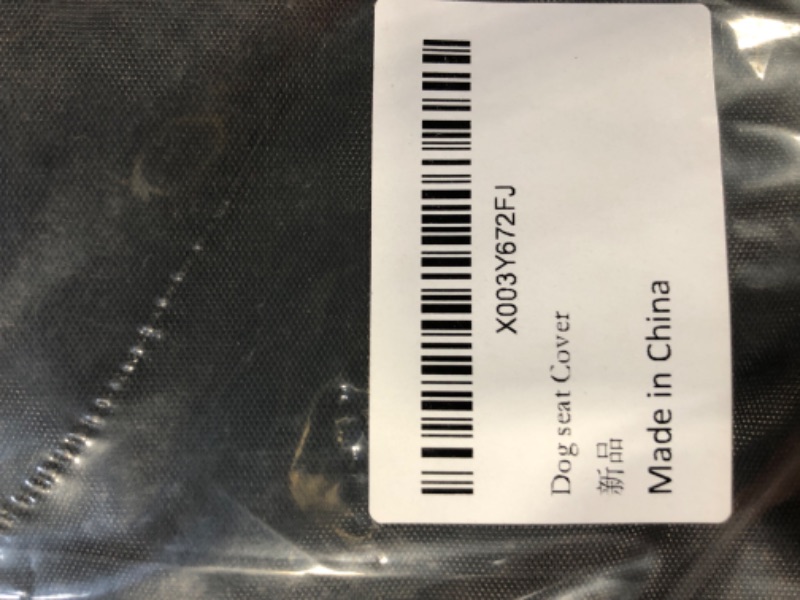 X003Y672FJ
Dog seat Cover
新品
Made in China